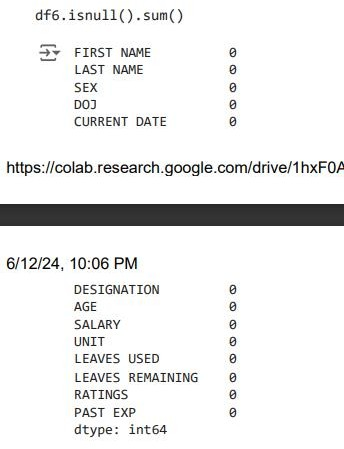 df6.isnull().sum()
FIRST NAME 0
LAST NAME 0
SEX 0
DOJ 0
CURRENT DATE 0
https://colab.research.google.com/drive/1hxF0A
6/12/24, 10:06 PM
DESIGNATION 0
AGE 0
SALARY 0
UNIT 0
LEAVES USED 0
LEAVES REMAINING 0
RATINGS 0
PAST EXP 0
dtype: int64